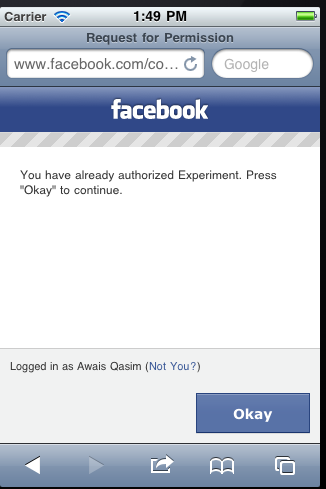 Carrier 1:49 PM
Request for Permission
www.facebook.com/co... Google
facebook
You have already authorized Experiment. Press
"Okay" to continue.
Logged in as Awais Qasim (Not You?)
Okay